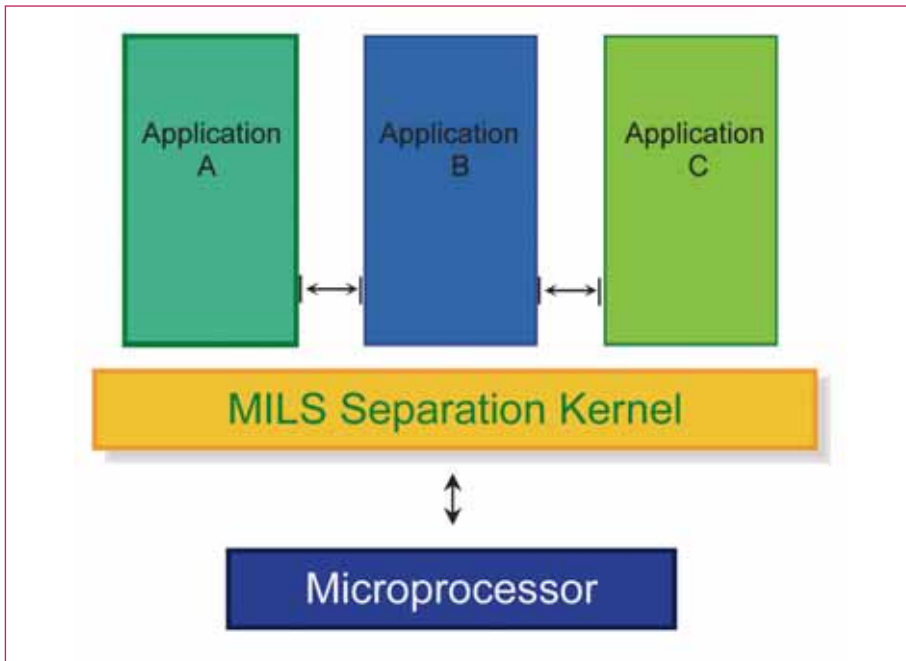 Application
A
Application
B
Application
C
MILS Separation Kernel
Microprocessor